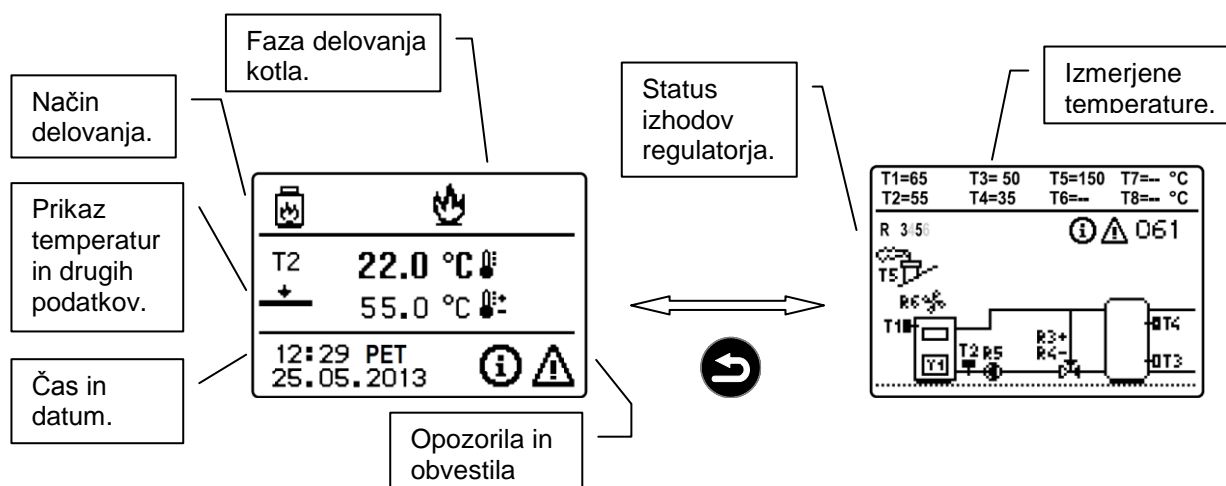 Faza delovanja
kotla.
Način
delovanja.
Prikaz
temperatur
in drugih
podatkov.
Čas in
datum.
T2 22.0 °C
55.0 °C
12:29 PET
25.05.2013
Opozorila in
obvestila
Status
izhodov
regulatorja.
Izmerjene
temperature.
T1=65 T3= 50 T5=150 T7=-- °C
T2=55 T4=35 T6=-- T8=-- °C
R 3456
061
T5
R6
T1
R3+
R4-
T4
T2 R5
T3
Y1